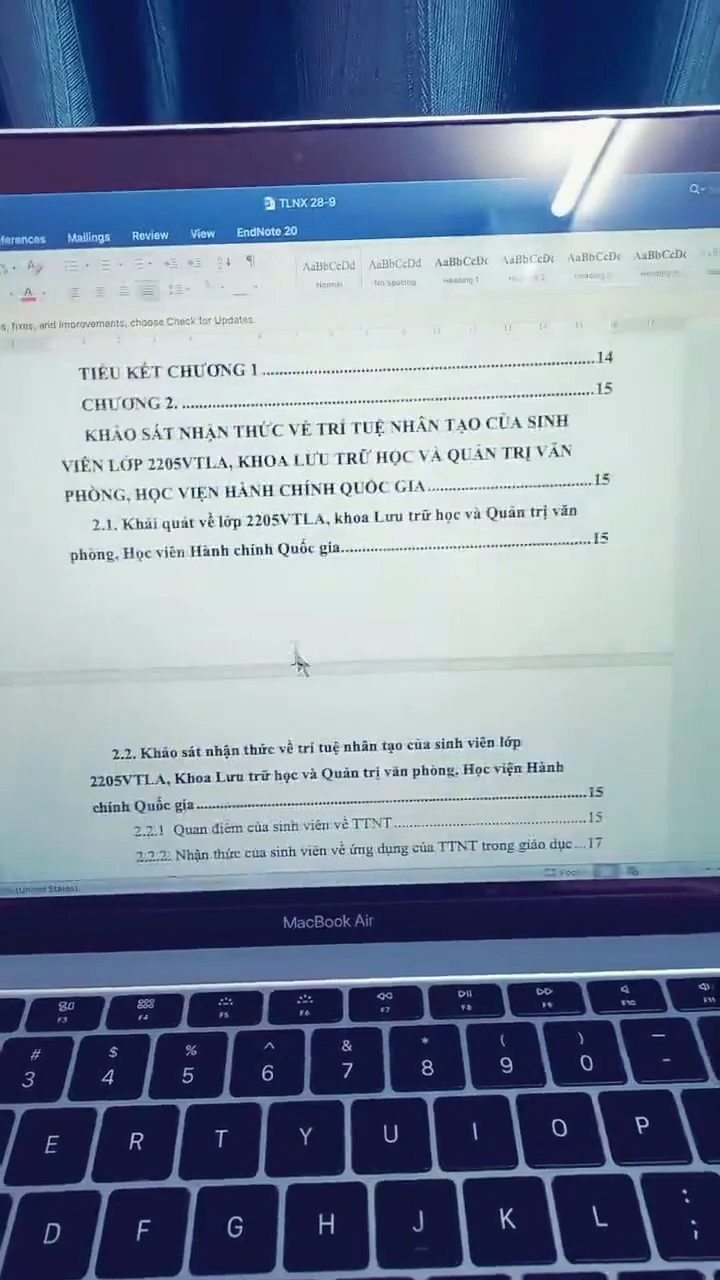 TLNX 28-9
ferences Mailings Review View EndNote 20
AaBbCcDd AaBbCcDd AaBbCcDc AaBbCcDc AaBbCcDc AaBbCcDc
Normal No Spacing Heading 1
s, fixes, and improvements, choose Check for Updates.
TIỂU KẾT CHƯƠNG 1 ........ 14
CHƯƠNG 2. ........ 15
KHẢO SÁT NHẬN THỨC VỀ TRÍ TUỆ NHÂN TẠO CỦA SINH
VIÊN LỚP 2205VTLA, KHOA LƯU TRỮ HỌC VÀ QUẢN TRỊ VĂN
PHÒNG, HỌC VIỆN HÀNH CHÍNH QUỐC GIA ........ 15
2.1. Khái quát về lớp 2205VTLA, khoa Lưu trữ học và Quản trị văn
phòng, Học viên Hành chính Quốc gia ........ 15
2.2. Khảo sát nhận thức về trí tuệ nhân tạo của sinh viên lớp
2205VTLA, Khoa Lưu trữ học và Quản trị văn phòng, Học viện Hành
chính Quốc gia ........ 15
2.2.1 Quan điểm của sinh viên về TTNT ........ 15
2.2.2. Nhận thức của sinh viên về ứng dụng của TTNT trong giáo dục ... 17
(United States)
MacBook Air
F3 F4 F5 F6 F7 F8 F9 F10 F11
# $ % ^ & * ( ) —
3 4 5 6 7 8 9 0 -
E R T Y U I O P
D F G H J K L : ;